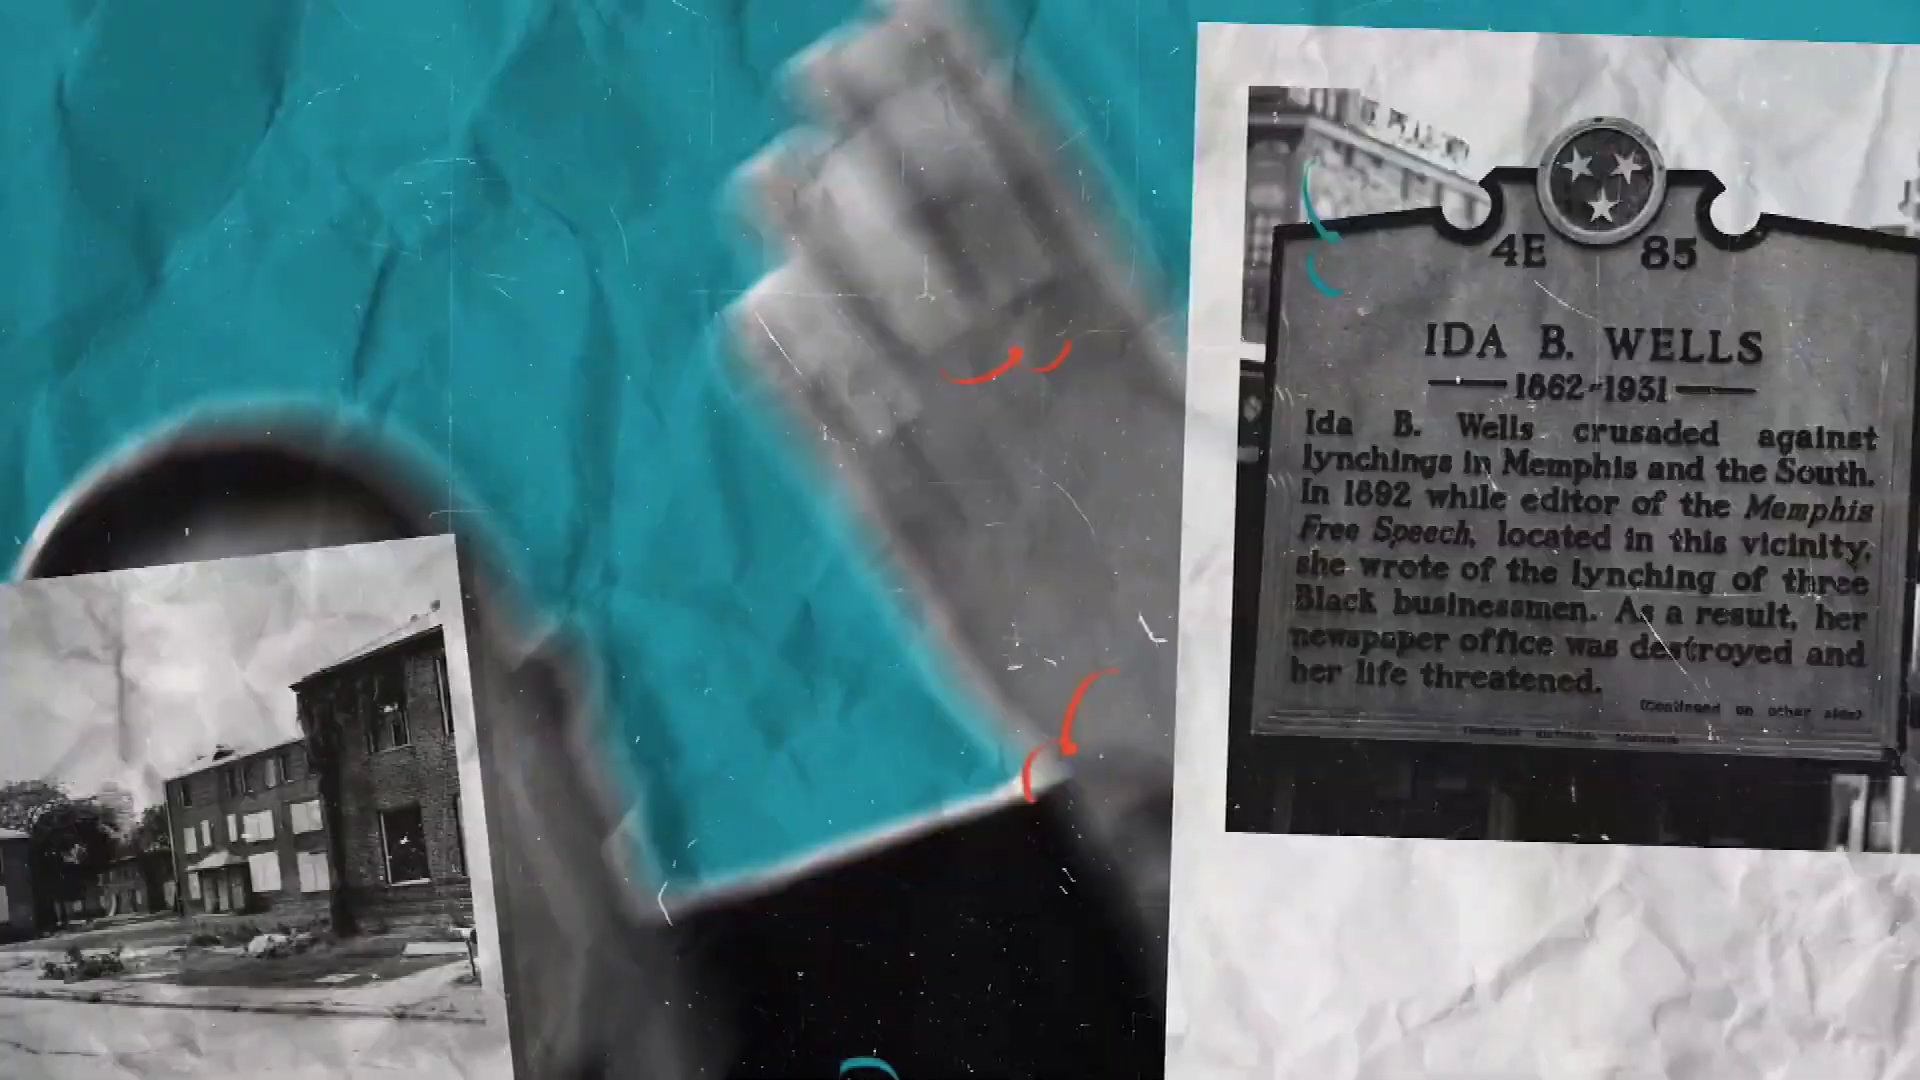 4E 85
IDA B. WELLS
1862-1931
Ida B. Wells crusaded against
lynchings in Memphis and the South.
In 1892 while editor of the Memphis
Free Speech, located in this vicinity,
she wrote of the lynching of three
Black businessmen. As a result, her
newspaper office was destroyed and
her life threatened.
(Continued on other side)